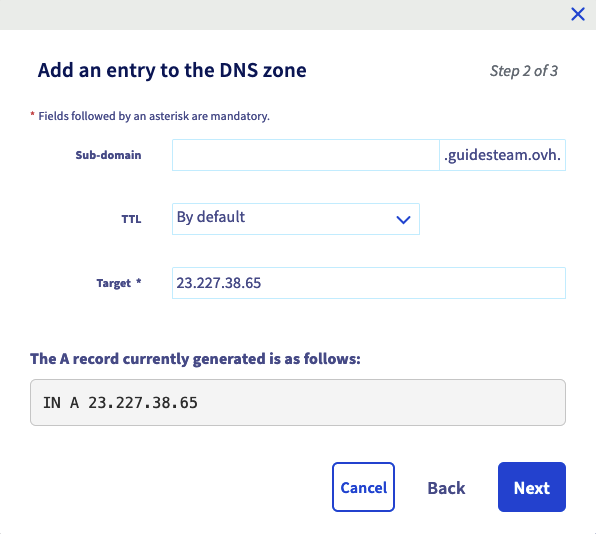 Add an entry to the DNS zone
Step 2 of 3
* Fields followed by an asterisk are mandatory.
Sub-domain
.guidesteam.ovh.
TTL
By default
Target *
23.227.38.65
The A record currently generated is as follows:
IN A 23.227.38.65
Cancel
Back
Next